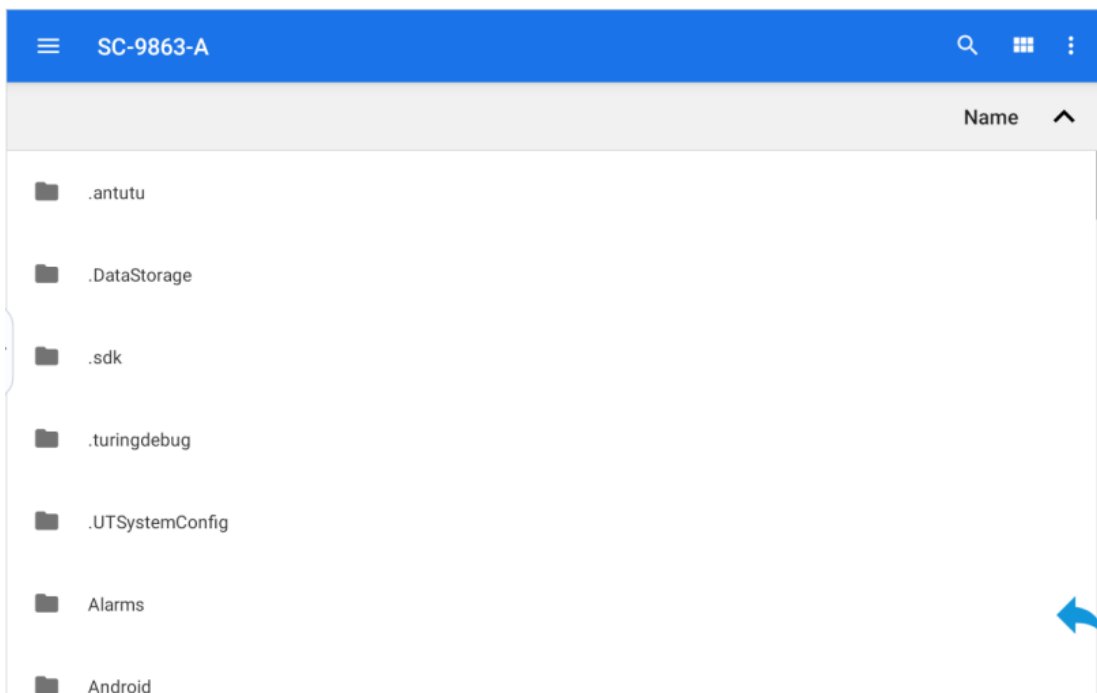 SC-9863-A
Name
.antutu
.DataStorage
.sdk
.turingdebug
.UTSystemConfig
Alarms
Android